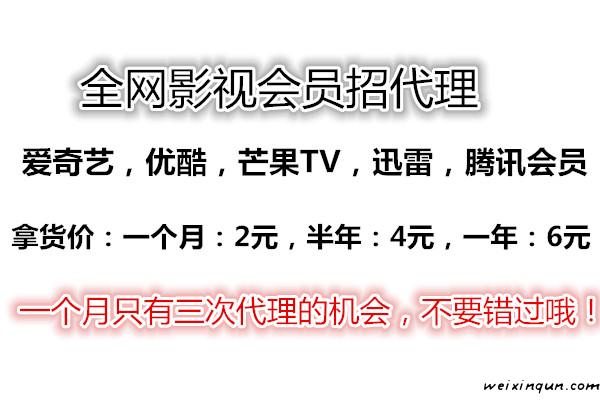 全网影视会员招代理
爱奇艺，优酷，芒果TV，迅雷，腾讯会员
拿货价：一个月：2元，半年：4元，一年：6元
一个月只有三次代理的机会，不要错过哦！
weixinqun.com